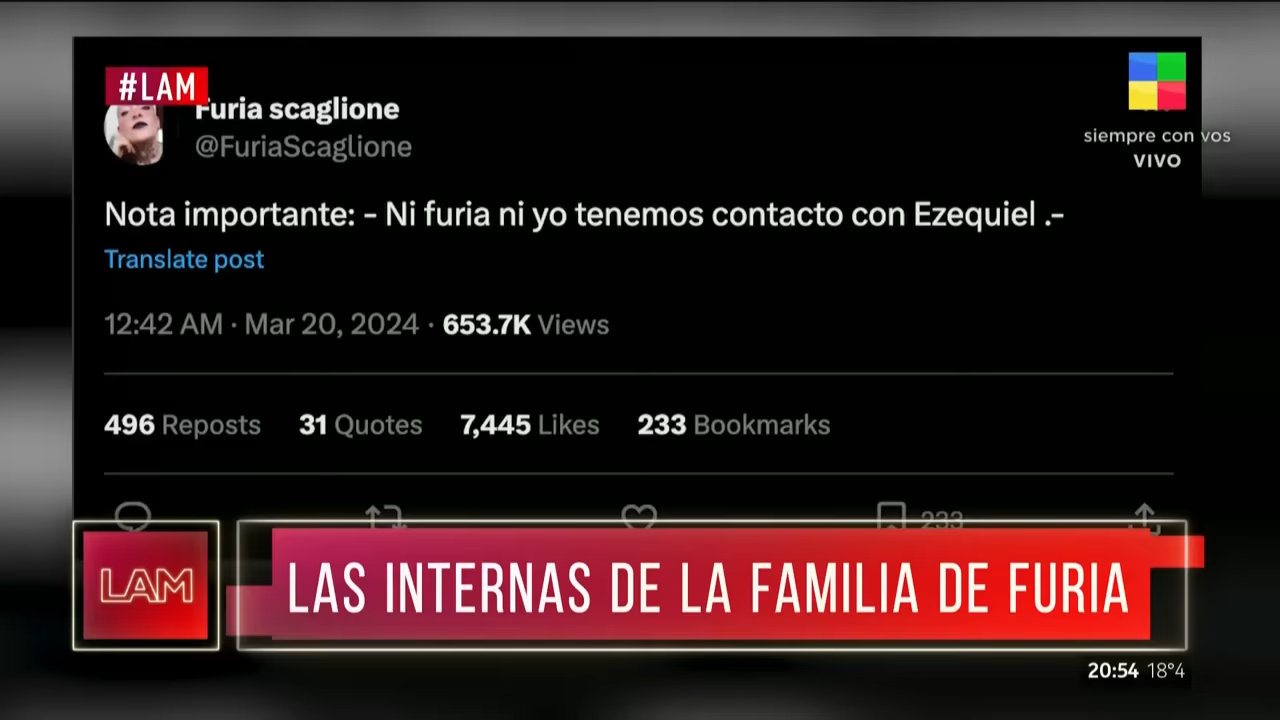 #LAM
Furia scaglione
@FuriaScaglione
siempre con vos
VIVO
Nota importante: - Ni furia ni yo tenemos contacto con Ezequiel .-
Translate post
12:42 AM · Mar 20, 2024 · 653.7K Views
496 Reposts 31 Quotes 7,445 Likes 233 Bookmarks
233
LAM
LAS INTERNAS DE LA FAMILIA DE FURIA
20:54 18°4